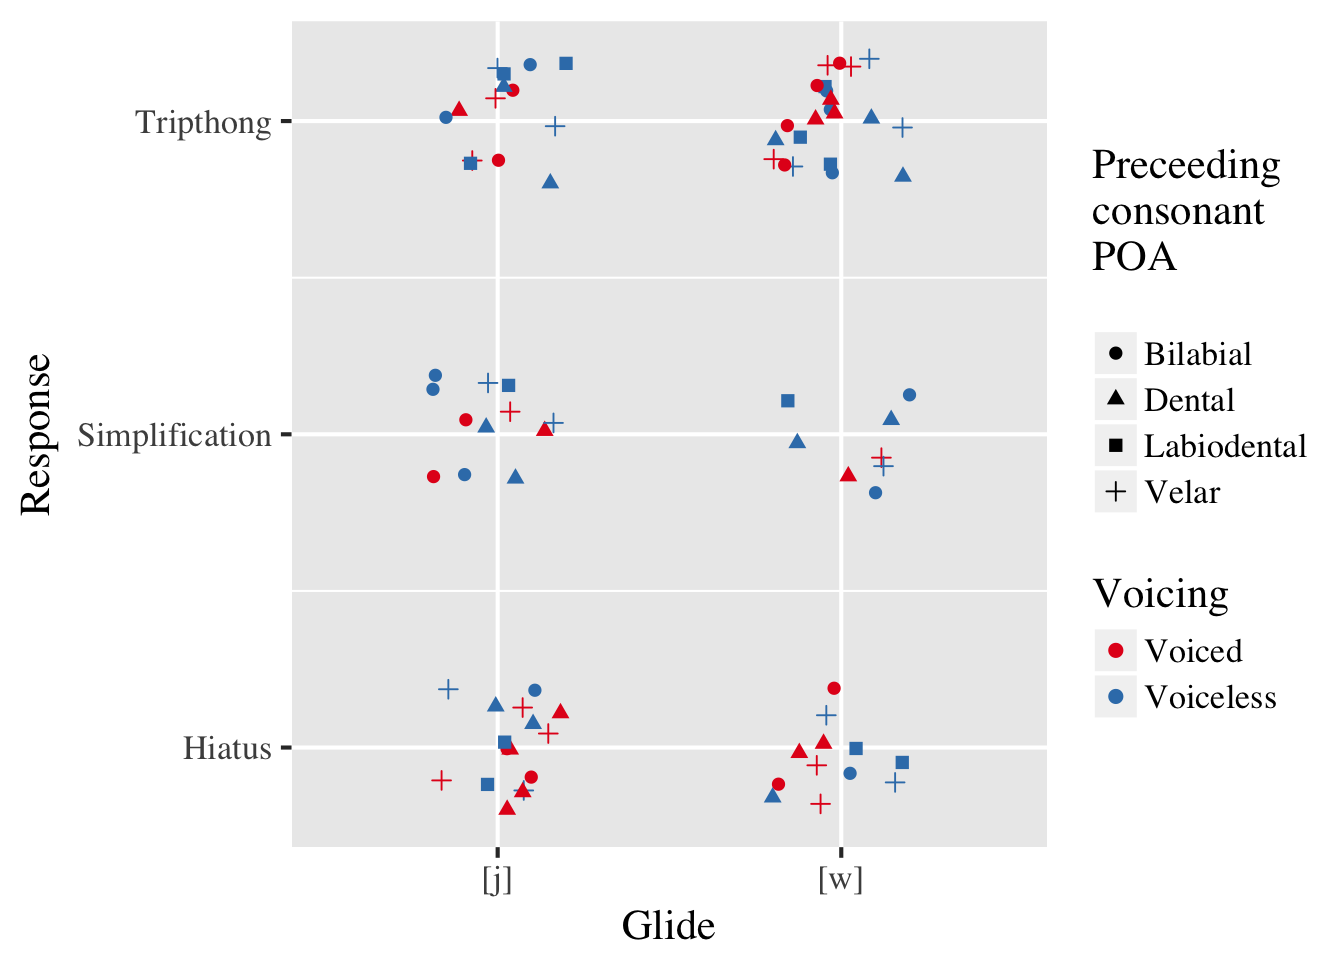 Response
Tripthong
Simplification
Hiatus
[j]
[w]
Glide
Preceeding
consonant
POA
Bilabial
Dental
Labiodental
Velar
Voicing
Voiced
Voiceless